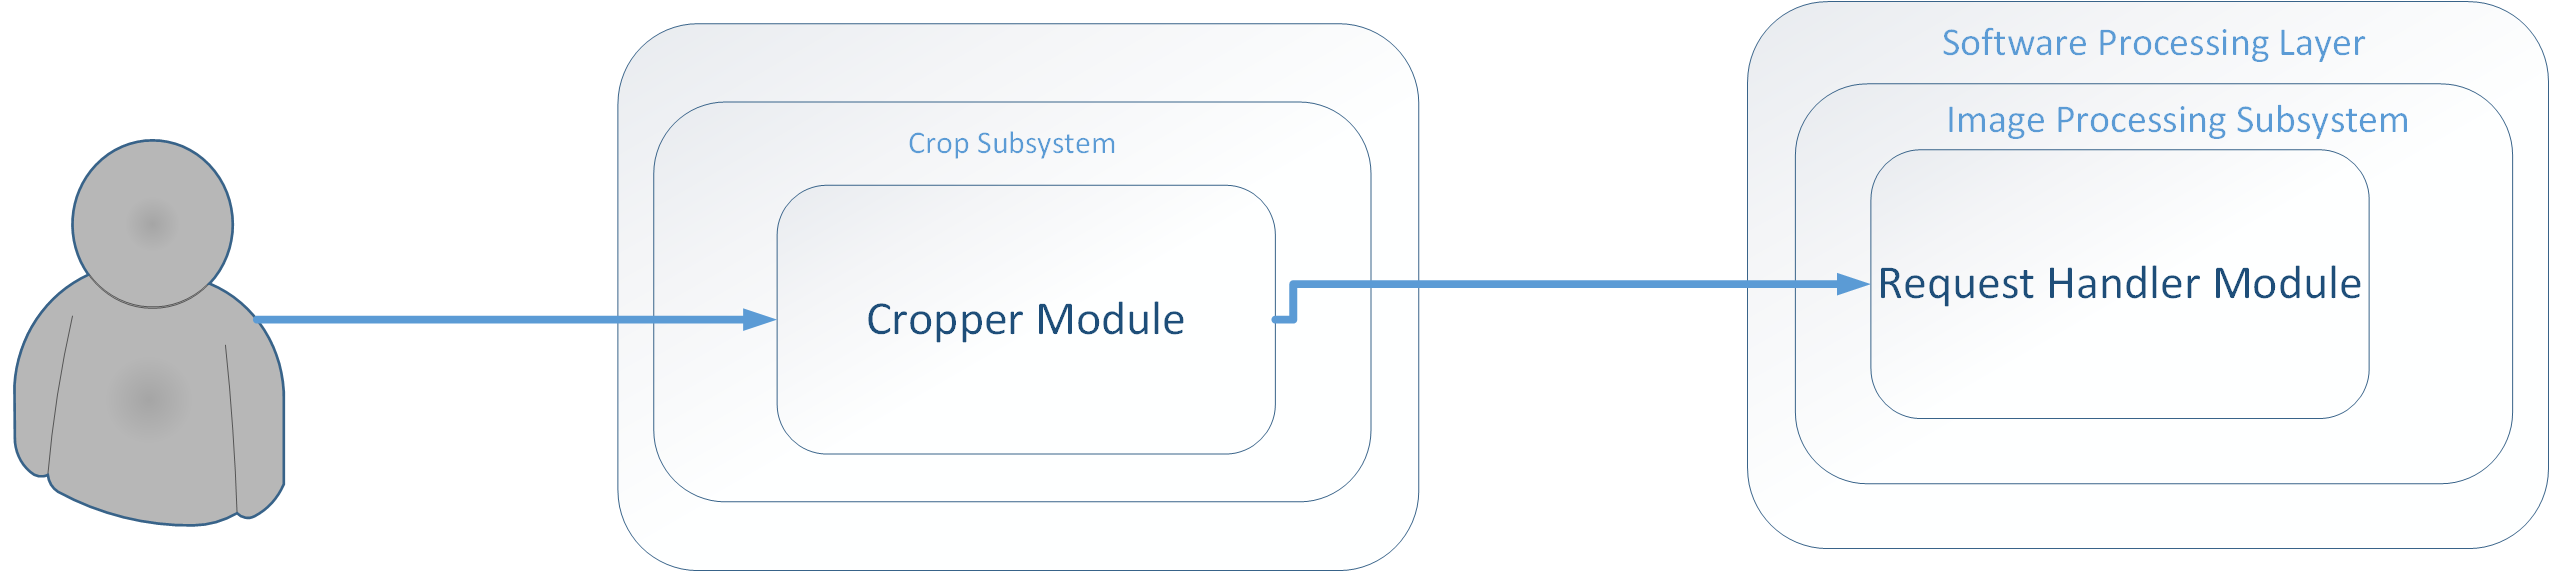 Crop Subsystem
Cropper Module
Software Processing Layer
Image Processing Subsystem
Request Handler Module